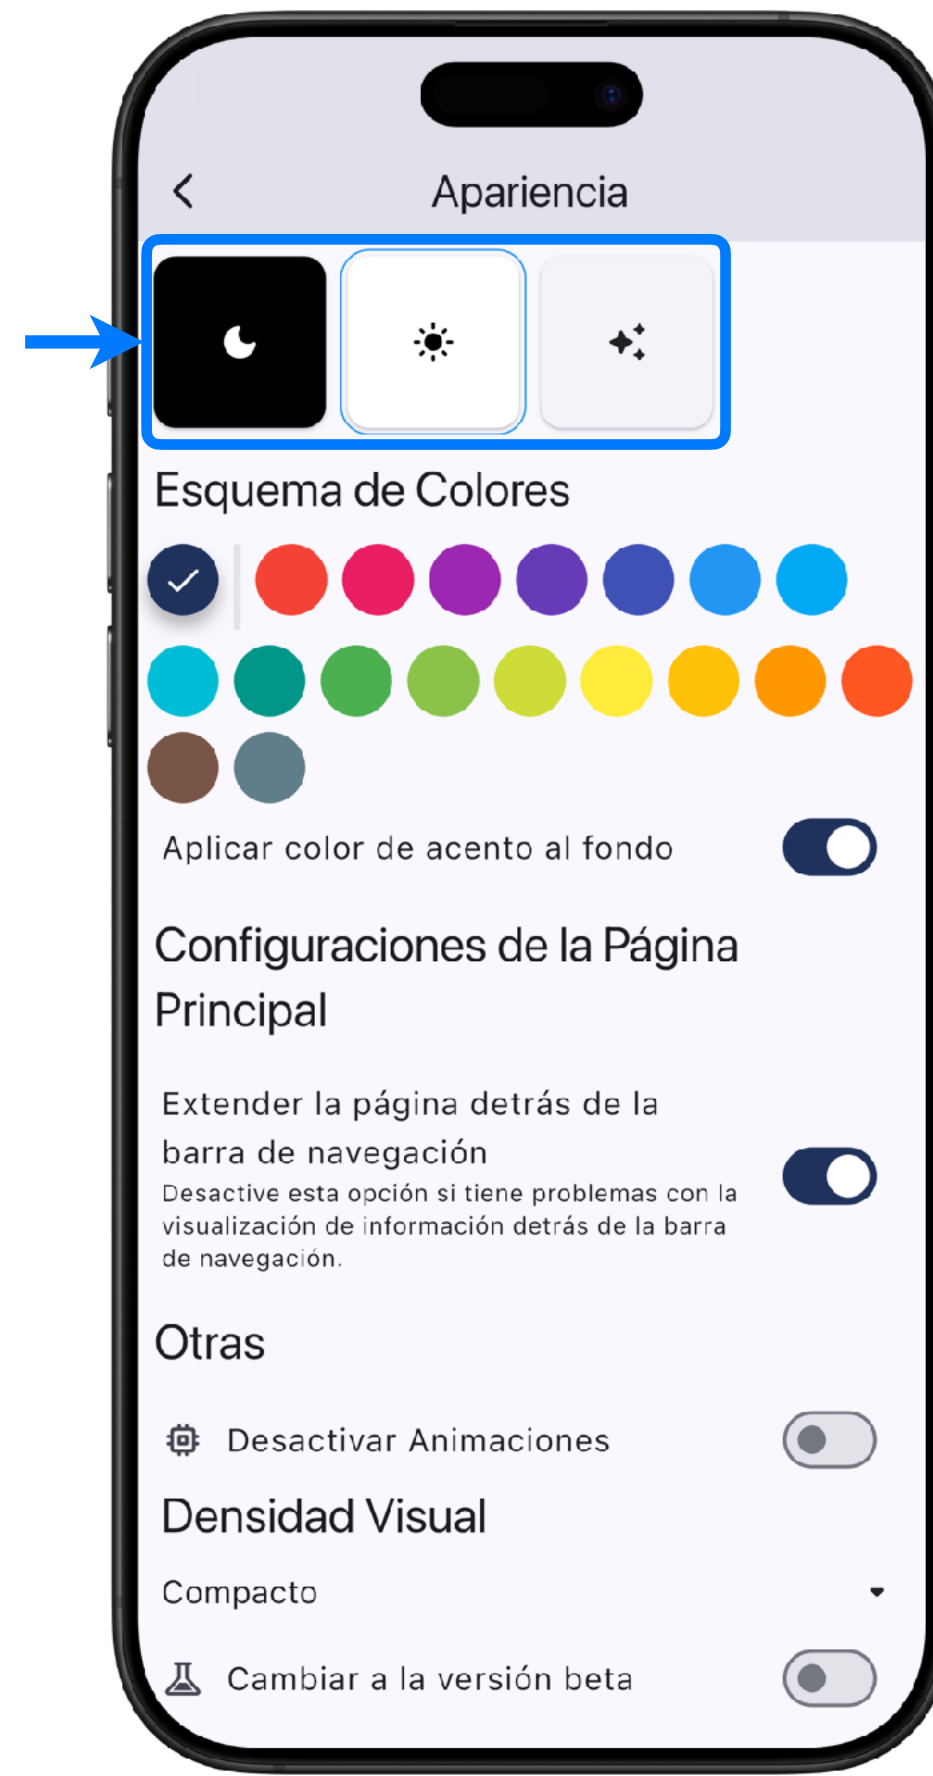 Apariencia
Esquema de Colores
Aplicar color de acento al fondo
Configuraciones de la Página
Principal
Extender la página detrás de la
barra de navegación
Desactive esta opción si tiene problemas con la
visualización de información detrás de la barra
de navegación.
Otras
Desactivar Animaciones
Densidad Visual
Compacto
Cambiar a la versión beta